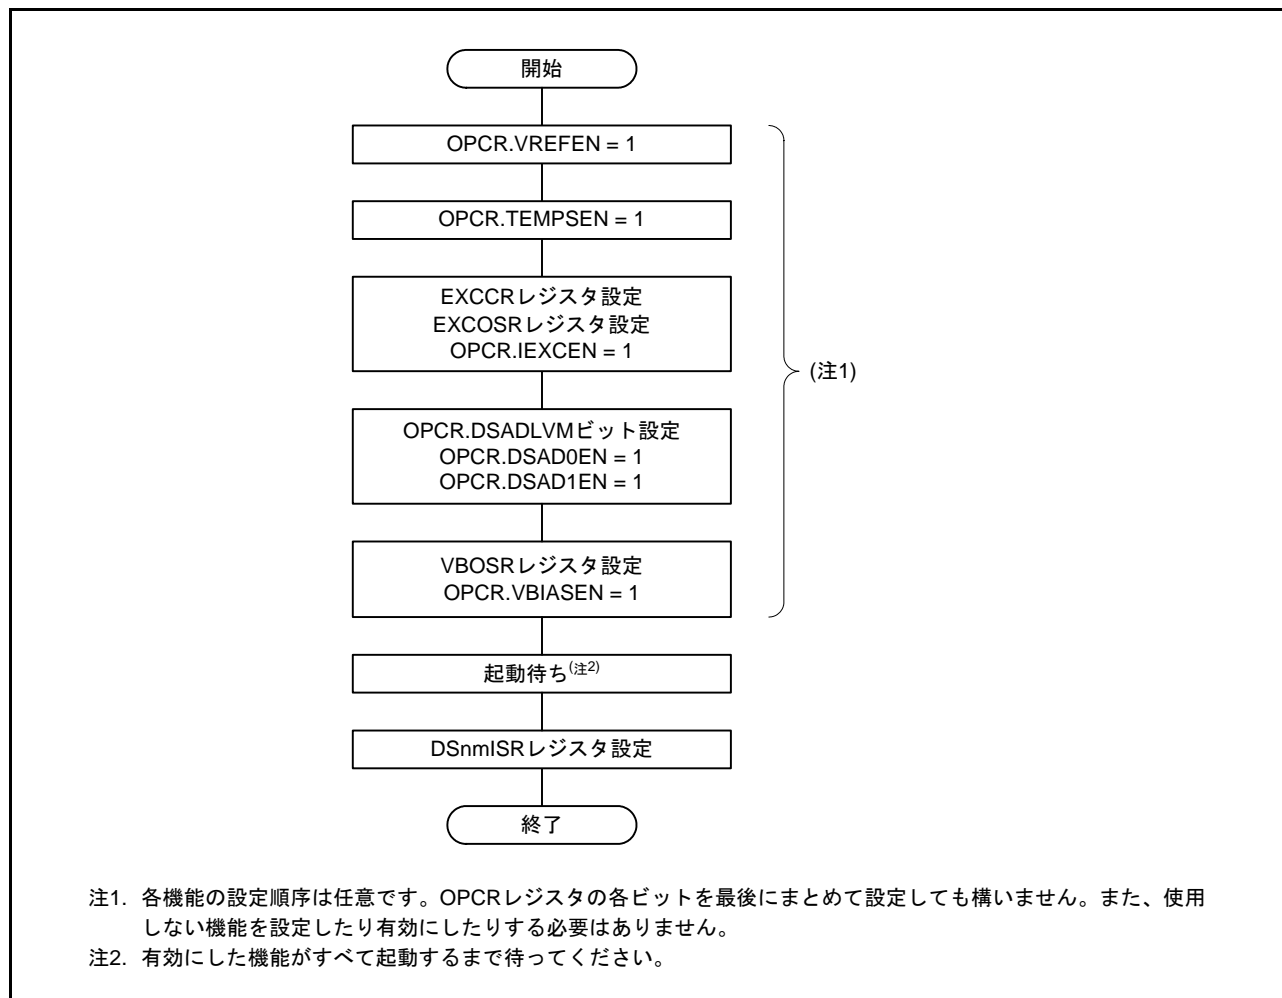 開始
OPCR.VREFEN = 1
OPCR.TEMPSEN = 1
EXCCRレジスタ設定
EXCOSRレジスタ設定
OPCR.IEXCEN = 1
(注1)
OPCR.DSADLVMビット設定
OPCR.DSAD0EN = 1
OPCR.DSAD1EN = 1
VBOSRレジスタ設定
OPCR.VBIASEN = 1
起動待ち(注2)
DSnmISRレジスタ設定
終了
注1. 各機能の設定順序は任意です。OPCRレジスタの各ビットを最後にまとめて設定しても構いません。また、使用
しない機能を設定したり有効にしたりする必要はありません。
注2. 有効にした機能がすべて起動するまで待ってください。